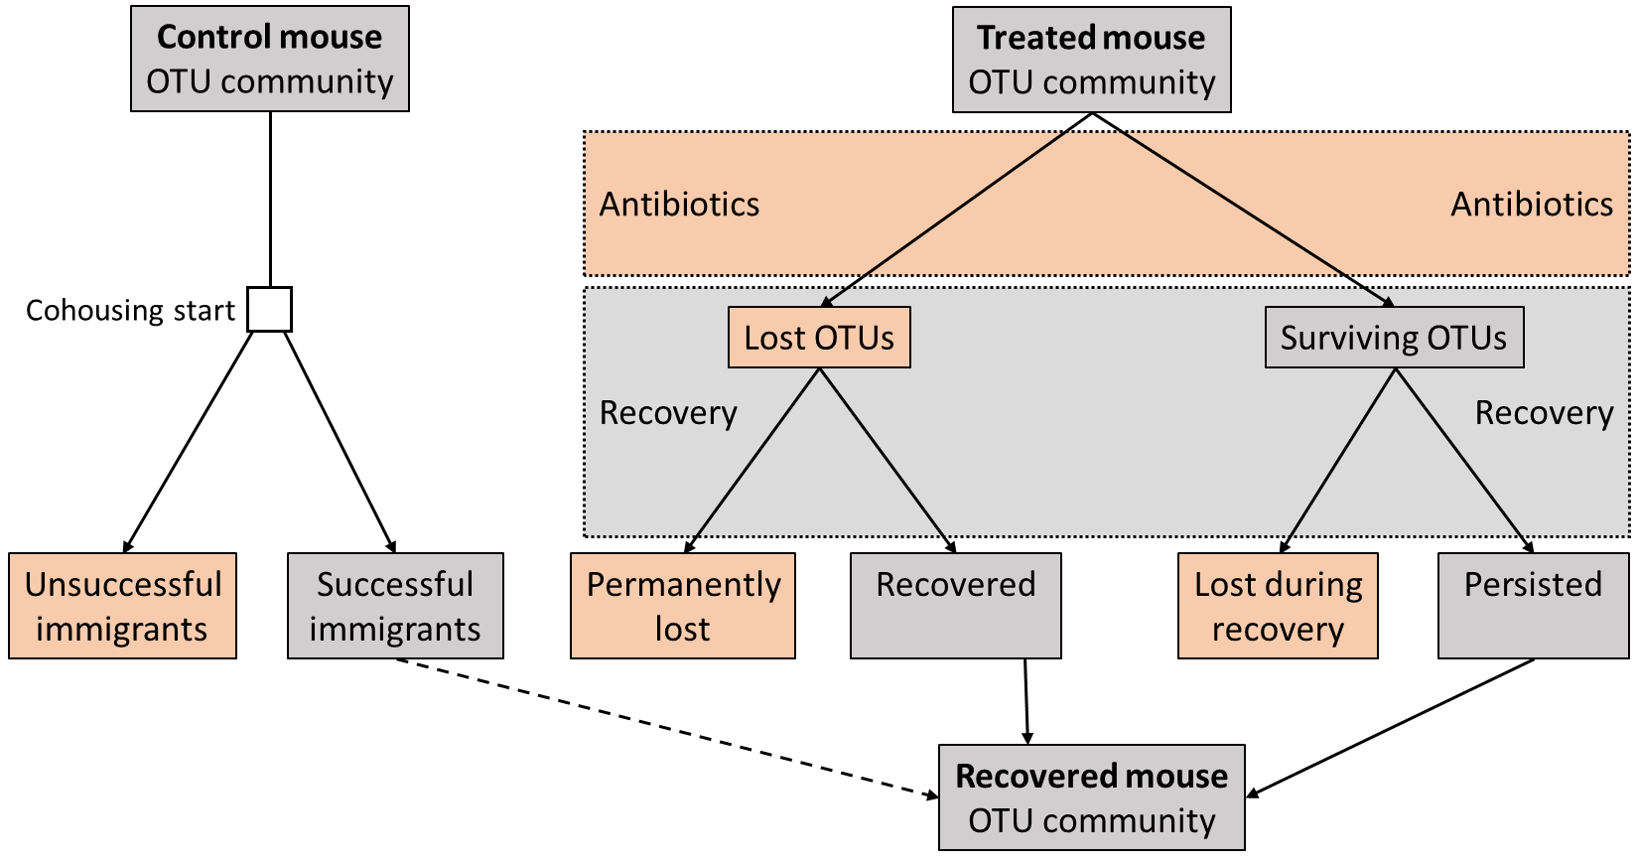 Control mouse
OTU community
Treated mouse
OTU community
Antibiotics
Antibiotics
Cohousing start
Lost OTUs
Surviving OTUs
Recovery
Recovery
Unsuccessful
immigrants
Successful
immigrants
Permanently
lost
Recovered
Lost during
recovery
Persisted
Recovered mouse
OTU community